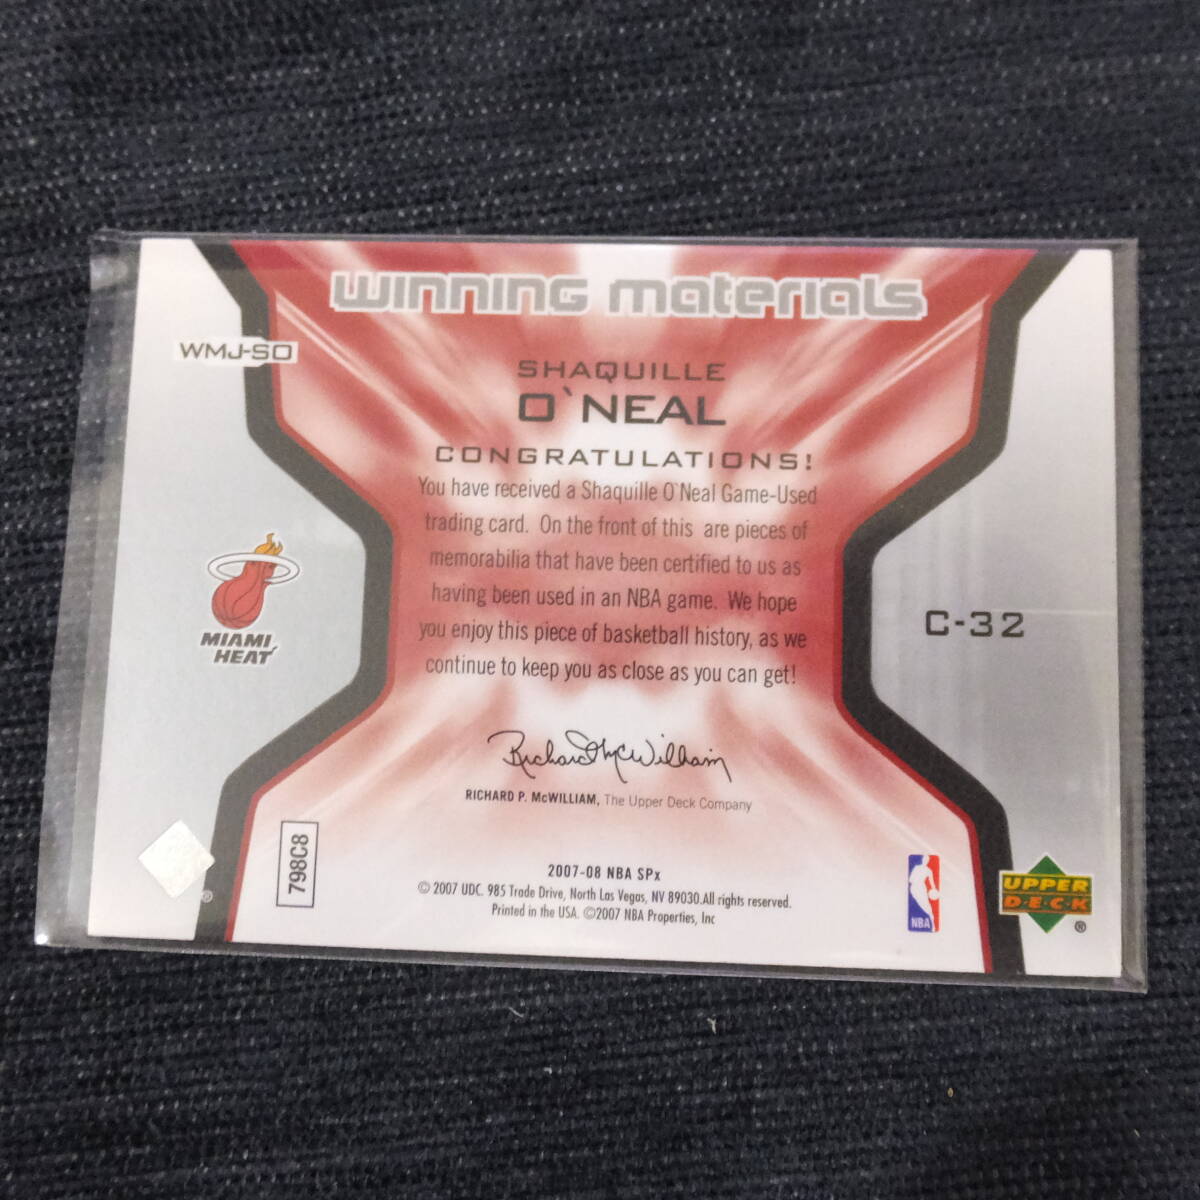 winning materials
WMJ-SO
SHAQUILLE
O`NEAL
CONGRATULATIONS!
You have received a Shaquille O`Neal Game-Used
trading card. On the front of this are pieces of
memorabilia that have been certified to us as
having been used in an NBA game. We hope
you enjoy this piece of basketball history, as we
continue to keep you as close as you can get!
MIAMI
HEAT
C-32
Richard McWilliam
RICHARD P. McWILLIAM, The Upper Deck Company
798C8
2007-08 NBA SPx
© 2007 UDC. 985 Trade Drive, North Las Vegas, NV 89030. All rights reserved.
Printed in the USA. ©2007 NBA Properties, Inc
®
NBA
UPPER
D·E·C·K
®